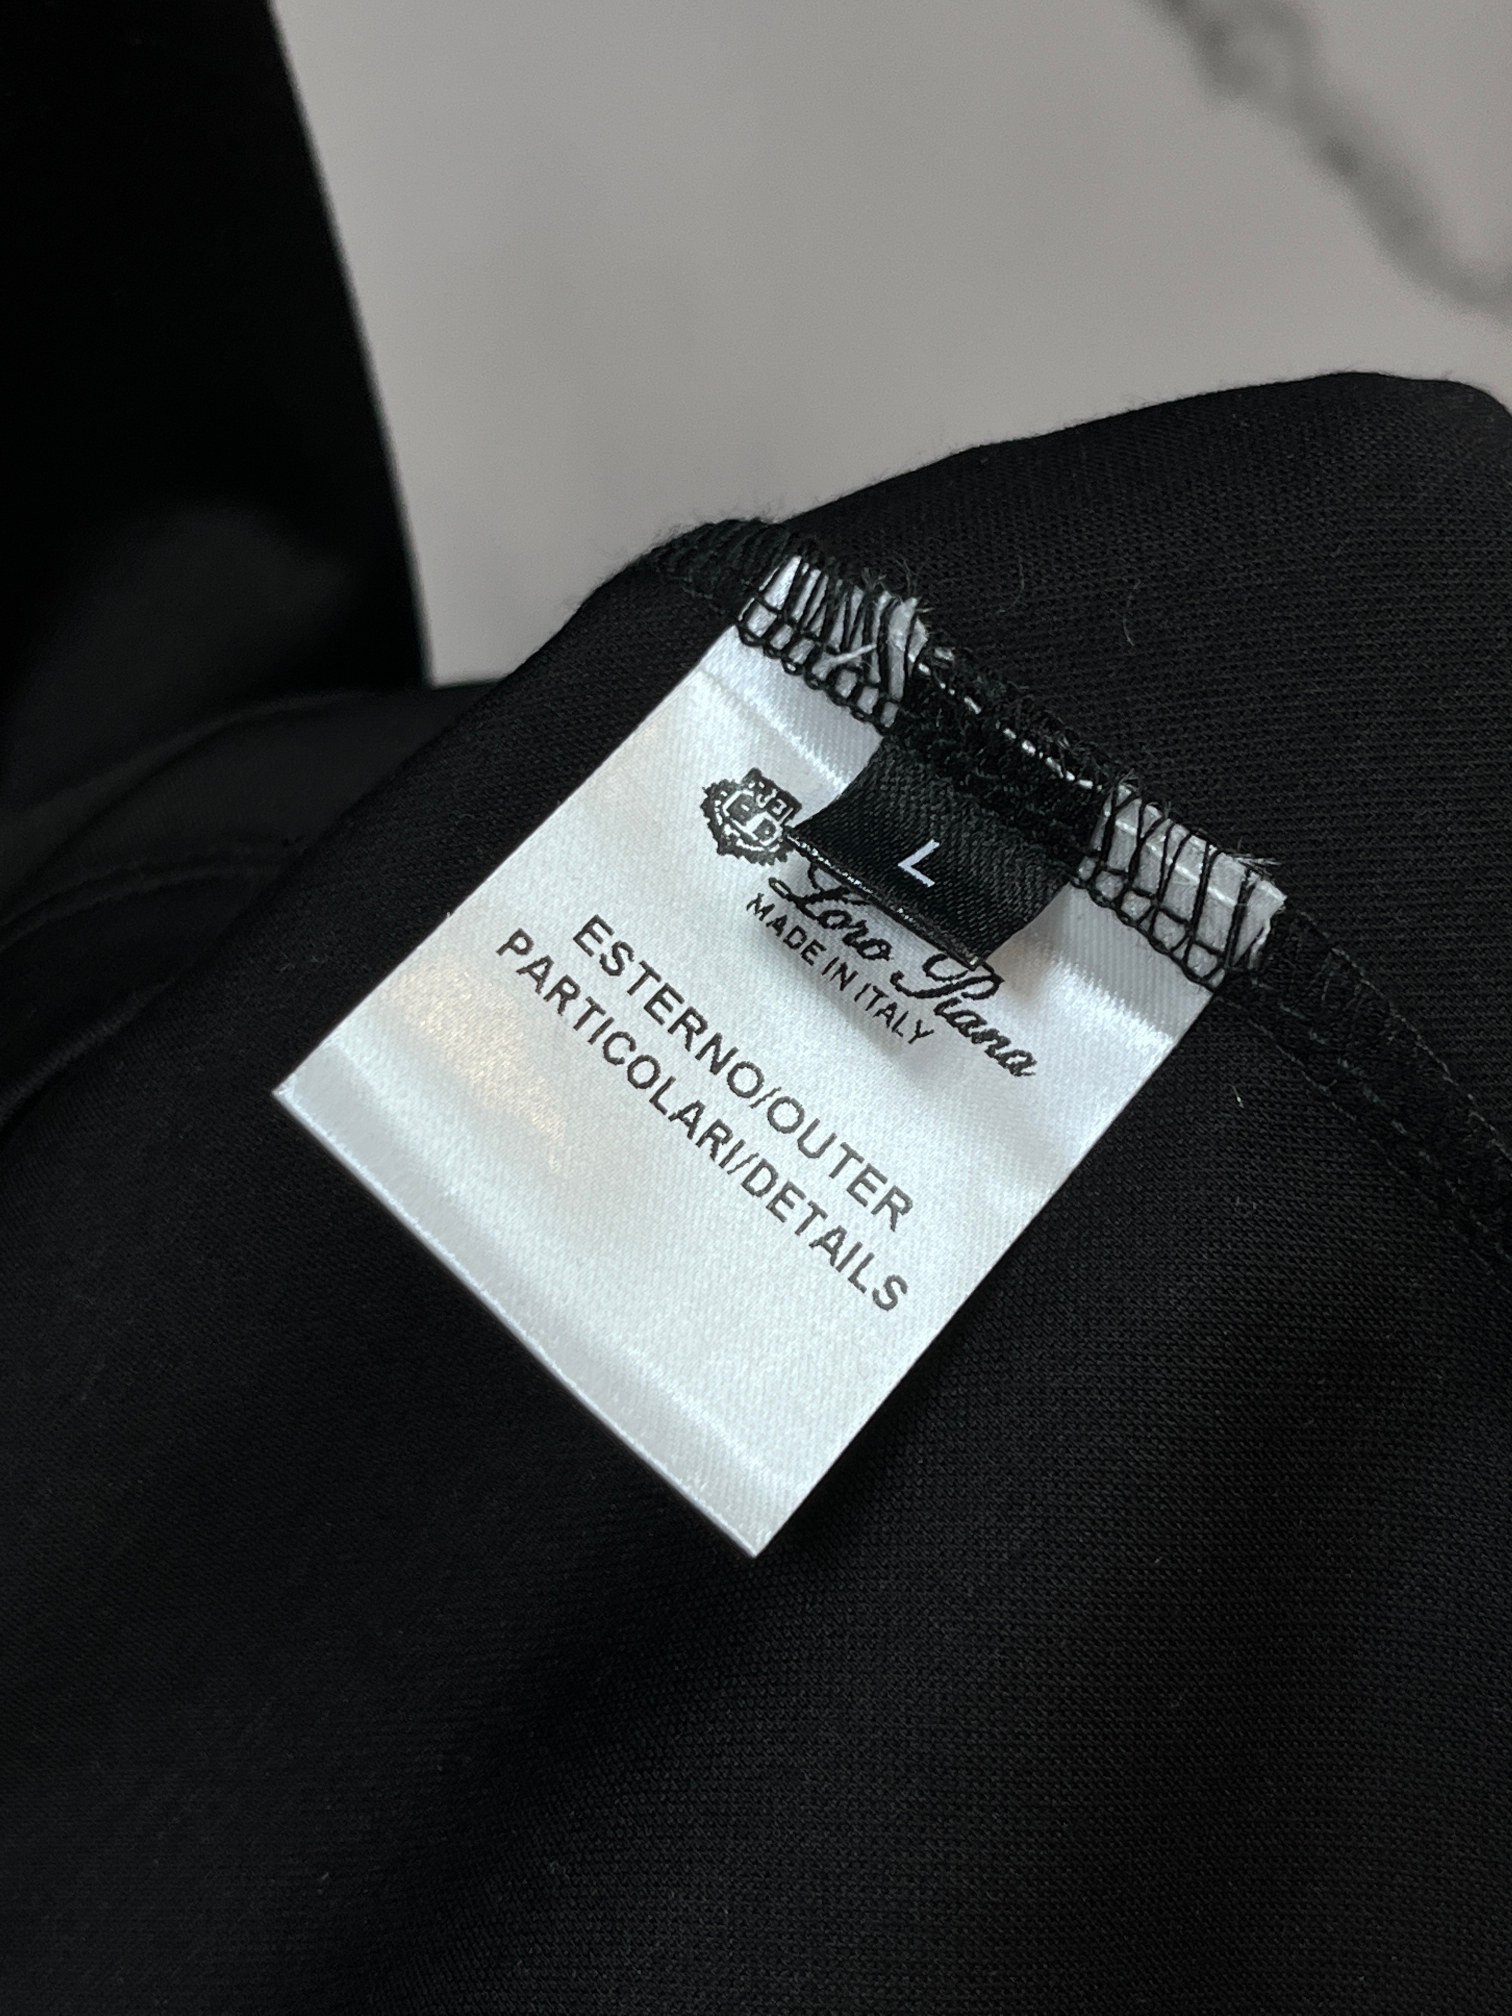 L
Loro Piana
MADE IN ITALY
ESTERNO/OUTER
PARTICOLARI/DETAILS